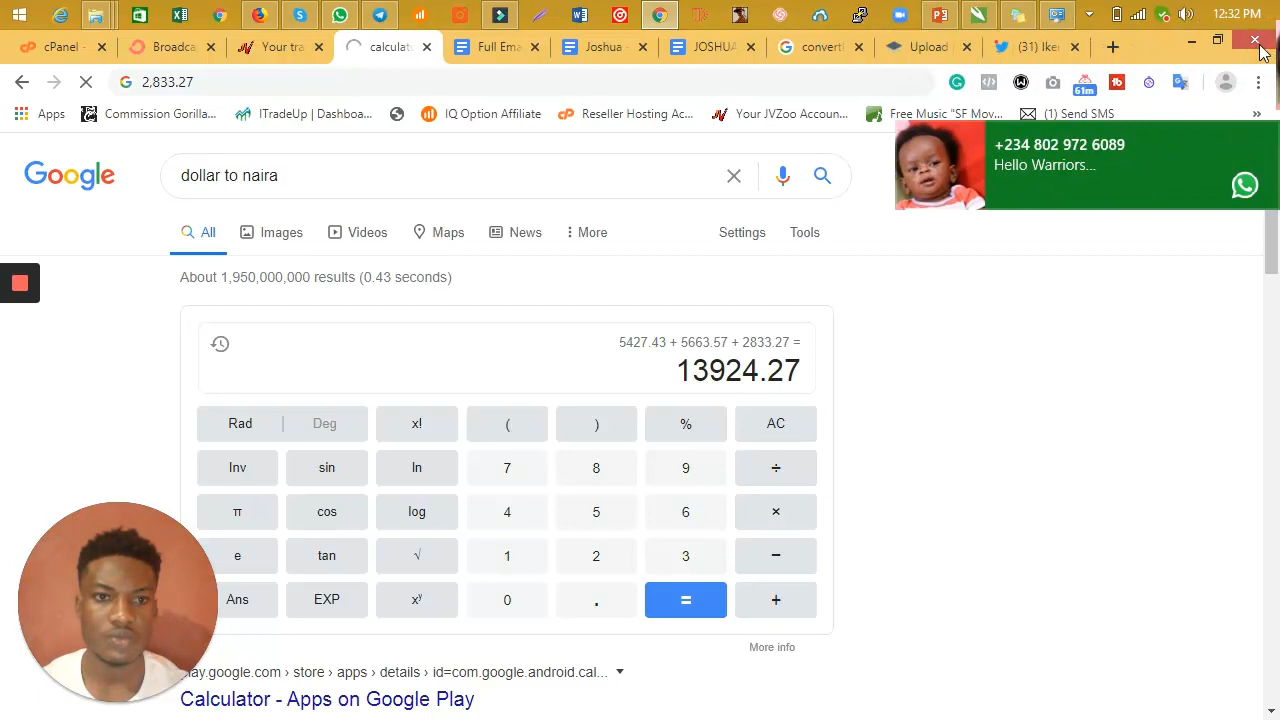 12:32 PM
cPanel -
Broadca
Your tra
calculat
Full Ema
Joshua -
JOSHUA
converti
Upload
(31) Iker
2,833.27
61m
Apps
Commission Gorilla...
ITradeUp | Dashboa...
IQ Option Affiliate
Reseller Hosting Ac...
Your JVZoo Accoun...
Free Music "SF Mov...
(1) Send SMS
»
+234 802 972 6089
Hello Warriors...
Google
dollar to naira
All
Images
Videos
Maps
News
More
Settings
Tools
About 1,950,000,000 results (0.43 seconds)
5427.43 + 5663.57 + 2833.27 =
13924.27
Rad | Deg x! ( ) % AC
Inv sin ln 7 8 9 ÷
π cos log 4 5 6 ×
e tan √ 1 2 3 −
Ans EXP xʸ 0 . = +
More info
play.google.com › store › apps › details › id=com.google.android.cal...
Calculator - Apps on Google Play